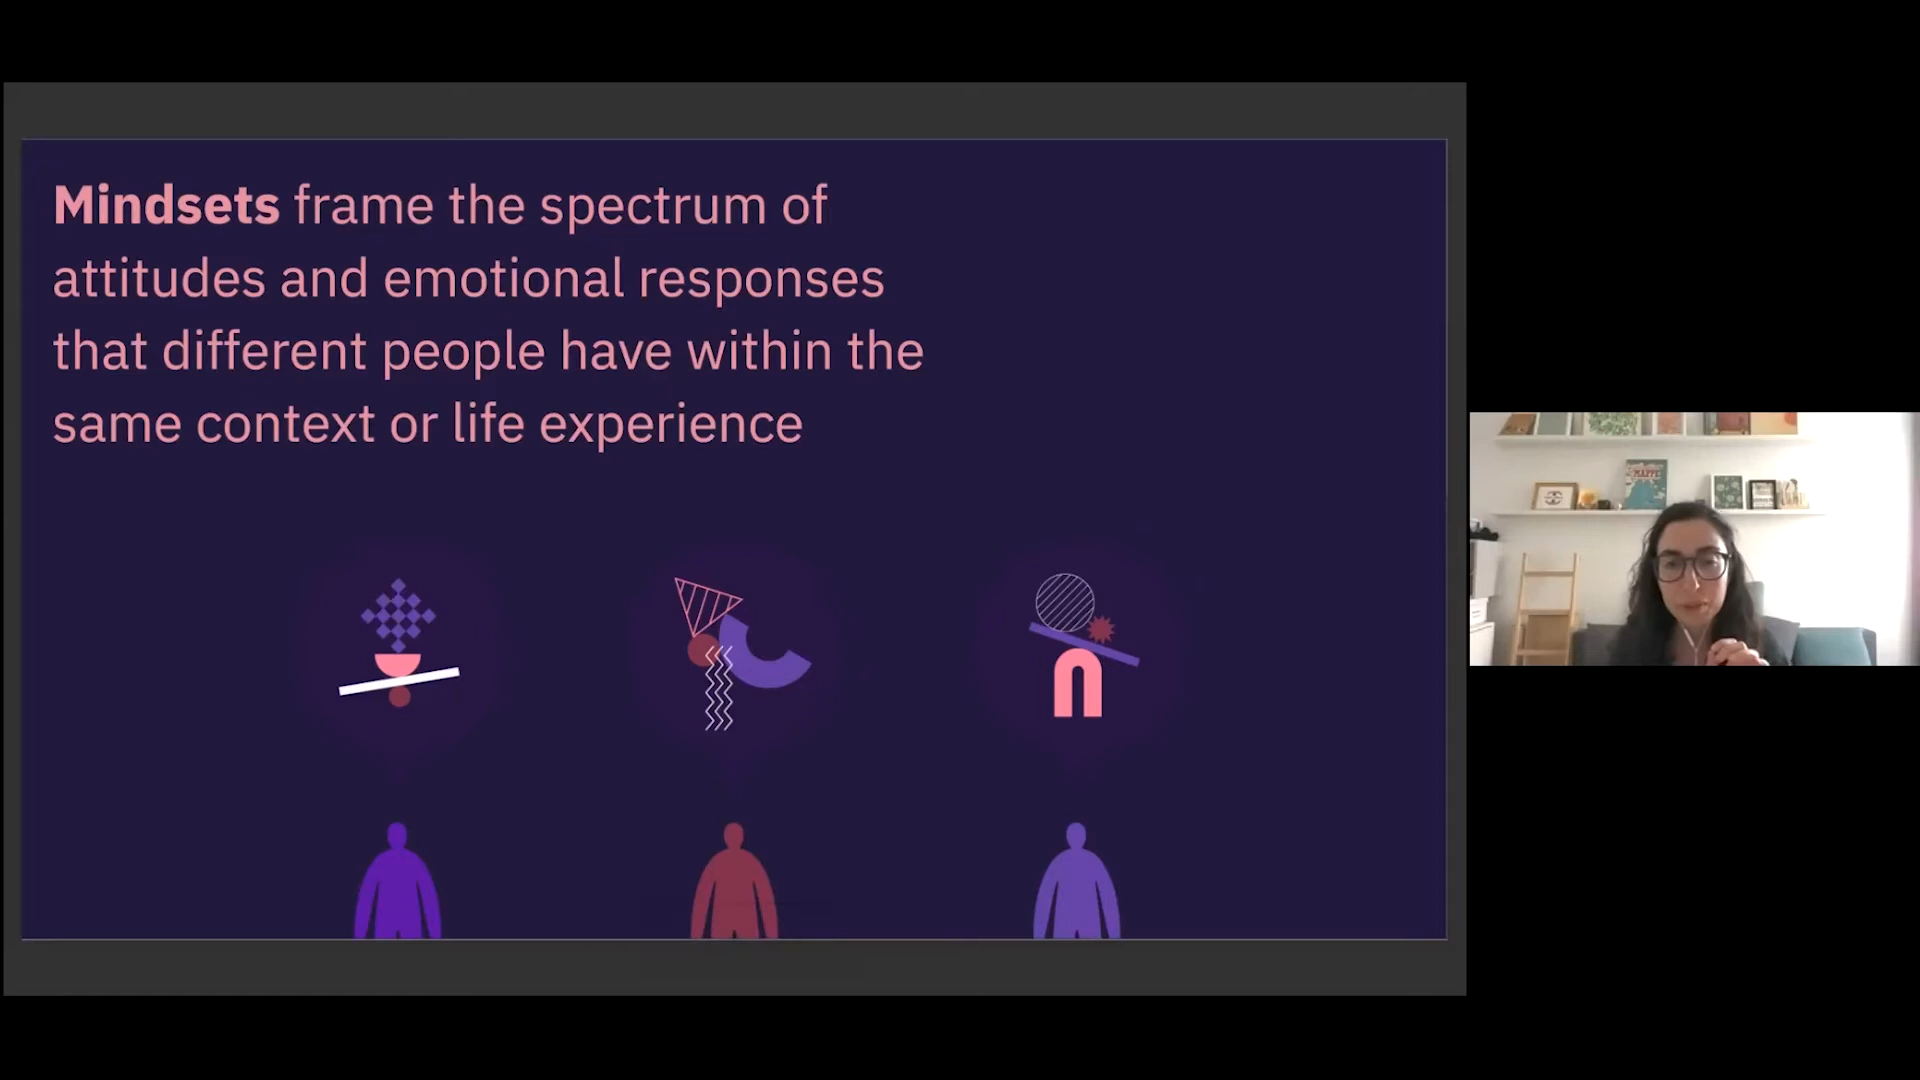 Mindsets frame the spectrum of
attitudes and emotional responses
that different people have within the
same context or life experience
MAPPE